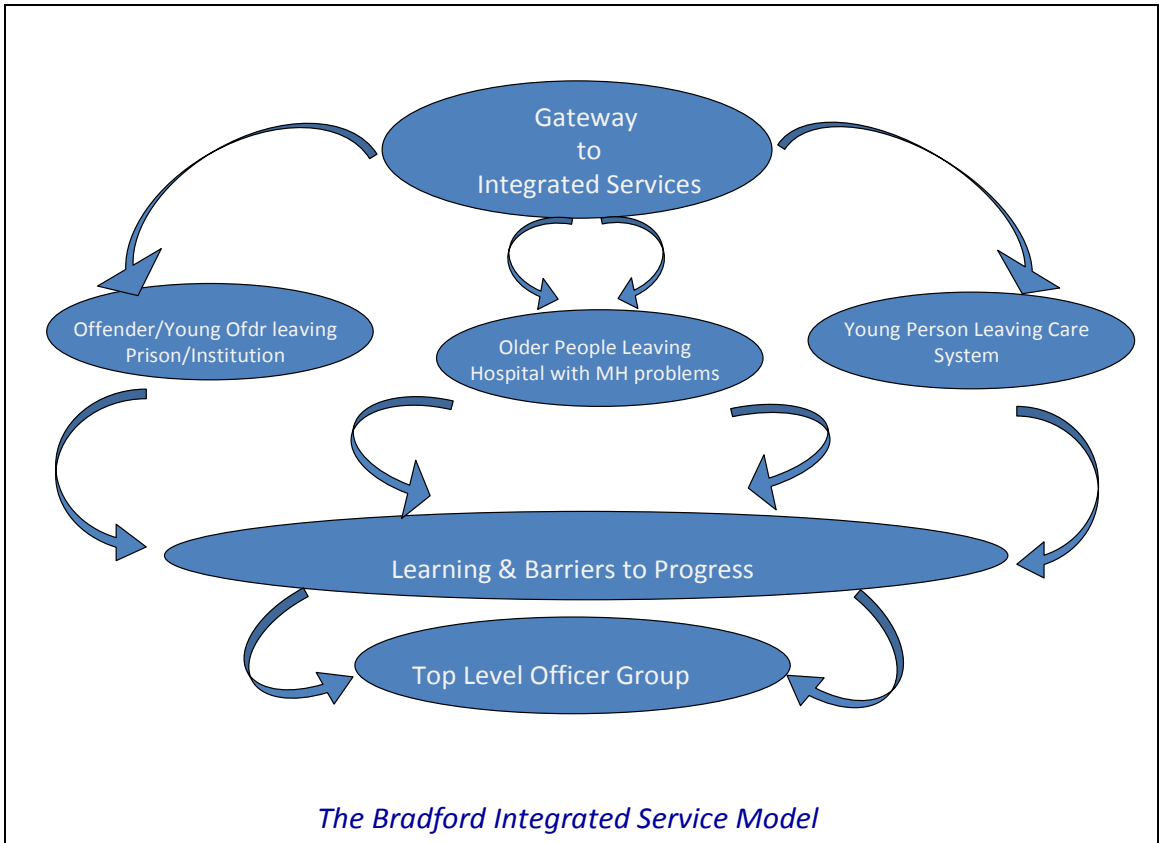 Gateway
to
Integrated Services
Offender/Young Ofdr leaving
Prison/Institution
Older People Leaving
Hospital with MH problems
Young Person Leaving Care
System
Learning & Barriers to Progress
Top Level Officer Group
The Bradford Integrated Service Model